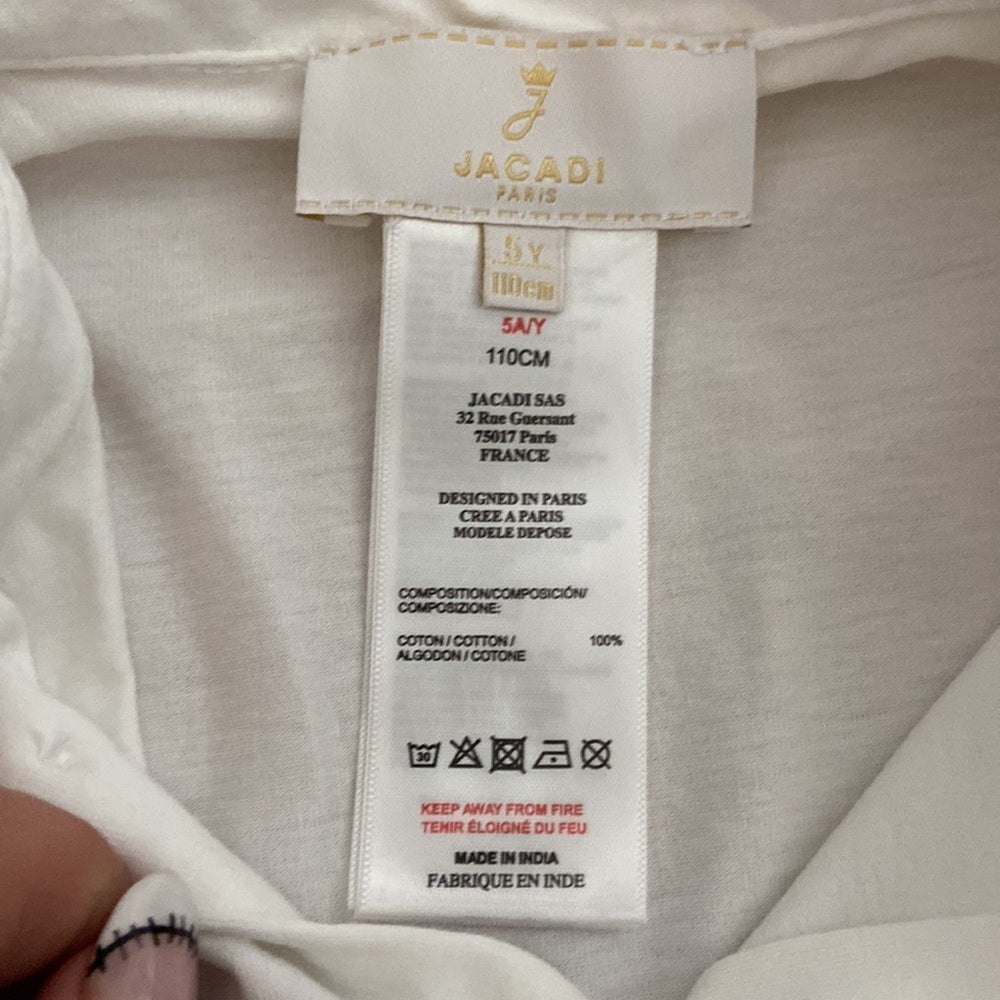 J
JACADI
PARIS
5Y
110cm
5A/Y
110CM
JACADI SAS
32 Rue Guersant
75017 Paris
FRANCE
DESIGNED IN PARIS
CREE A PARIS
MODELE DEPOSE
COMPOSITION/COMPOSICIÓN/
COMPOSIZIONE:
COTON / COTTON / 100%
ALGODON / COTONE
30
KEEP AWAY FROM FIRE
TENIR ÉLOIGNÉ DU FEU
MADE IN INDIA
FABRIQUE EN INDE